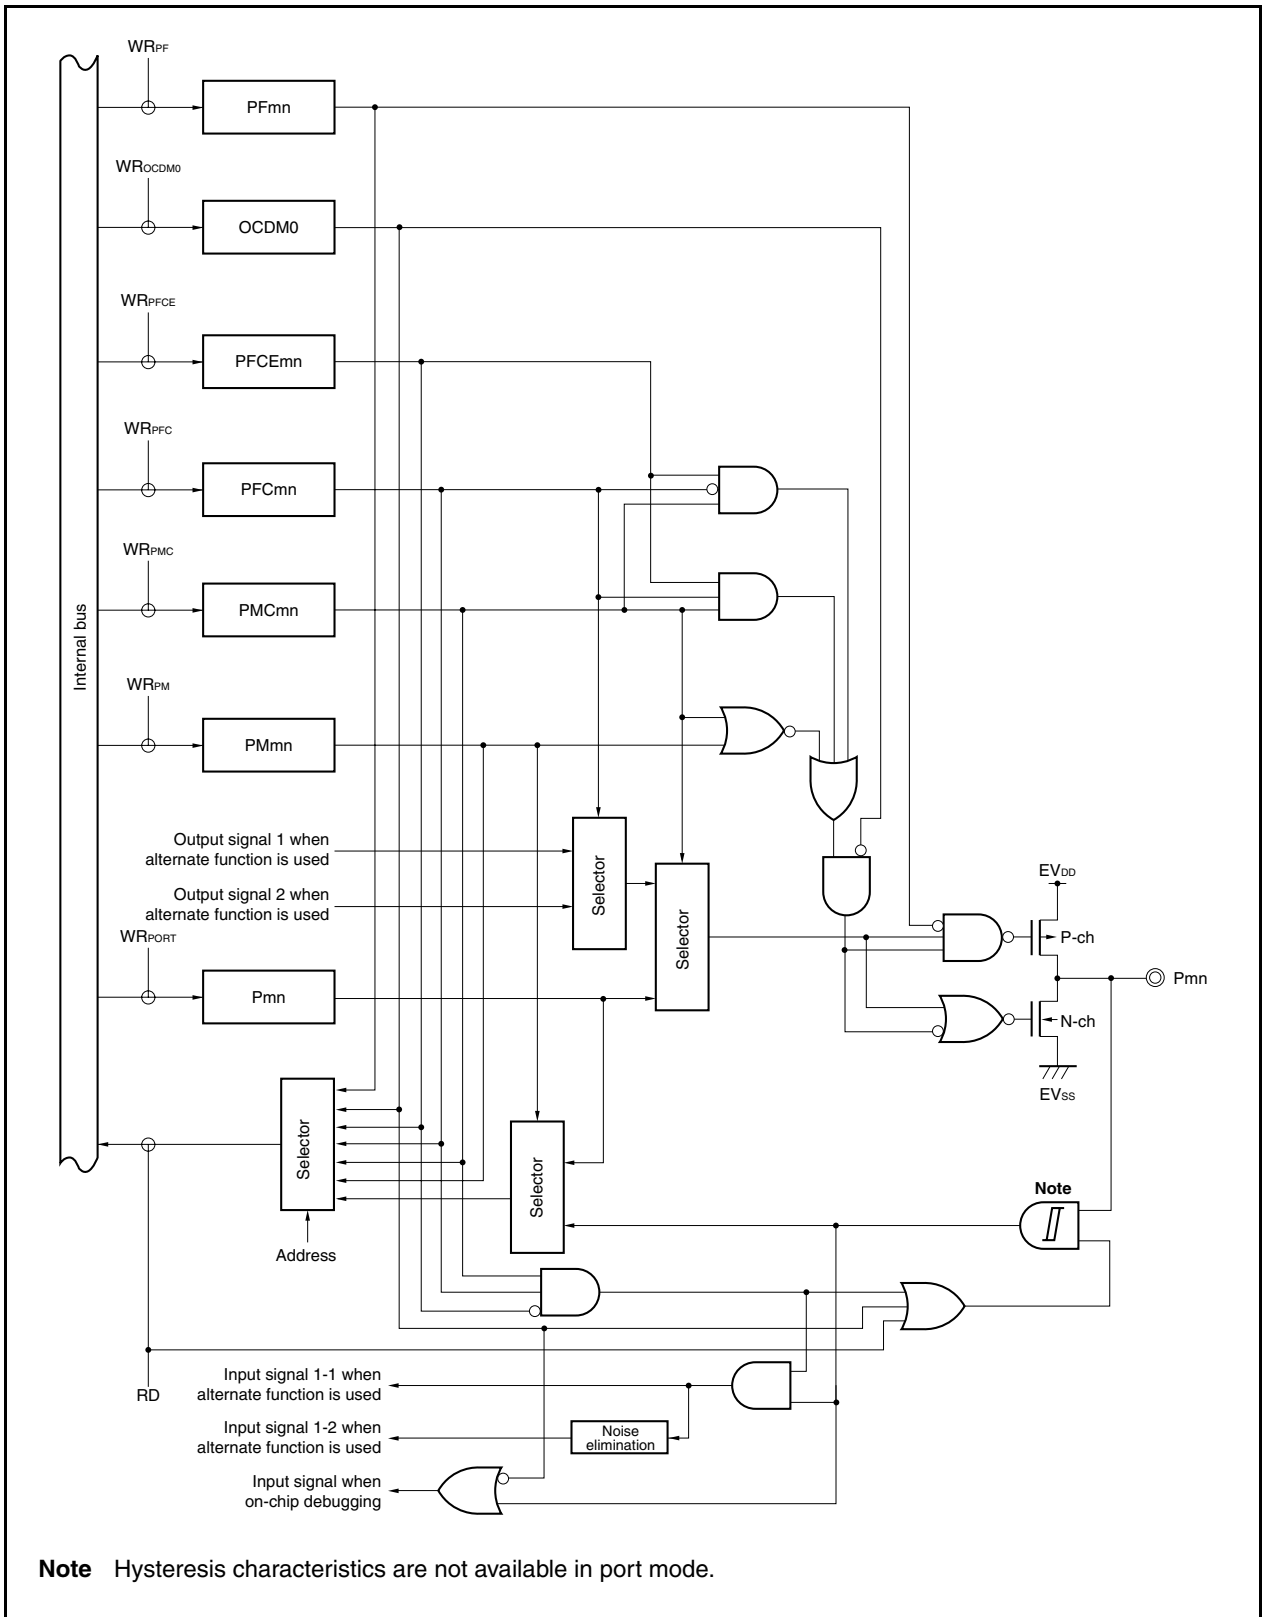 WRPF
PFmn
WROCDM0
OCDM0
WRPFCE
PFCEmn
WRPFC
PFCmn
WRPMC
PMCmn
Internal bus
WRPM
PMmn
Output signal 1 when
alternate function is used
Output signal 2 when
alternate function is used
Selector
Selector
WRPORT
Pmn
EVDD
P-ch
Pmn
N-ch
EVSS
Selector
Address
Selector
Note
RD
Input signal 1-1 when
alternate function is used
Input signal 1-2 when
alternate function is used
Noise
elimination
Input signal when
on-chip debugging
Note Hysteresis characteristics are not available in port mode.